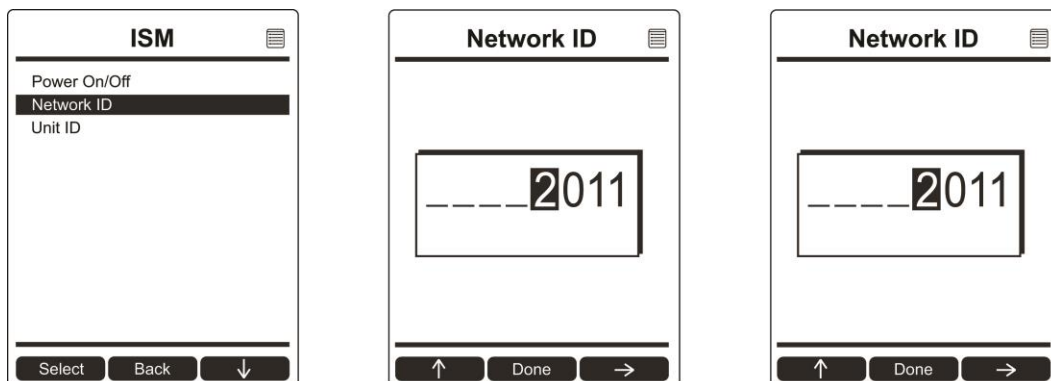 ISM
Power On/Off
Network ID
Unit ID
Select Back ↓
Network ID
____2011
↑ Done →
Network ID
____2011
↑ Done →